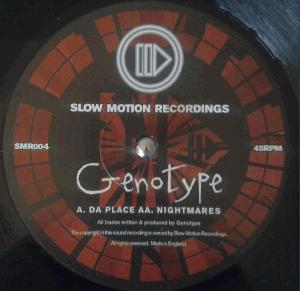 SLOW MOTION RECORDINGS
SMR004
45RPM
Genotype
A. DA PLACE AA. NIGHTMARES
All tracks written & produced by Genotype
The copyright in this sound recording is owned by Slow Motion Recordings.
All rights reserved. Made in England.